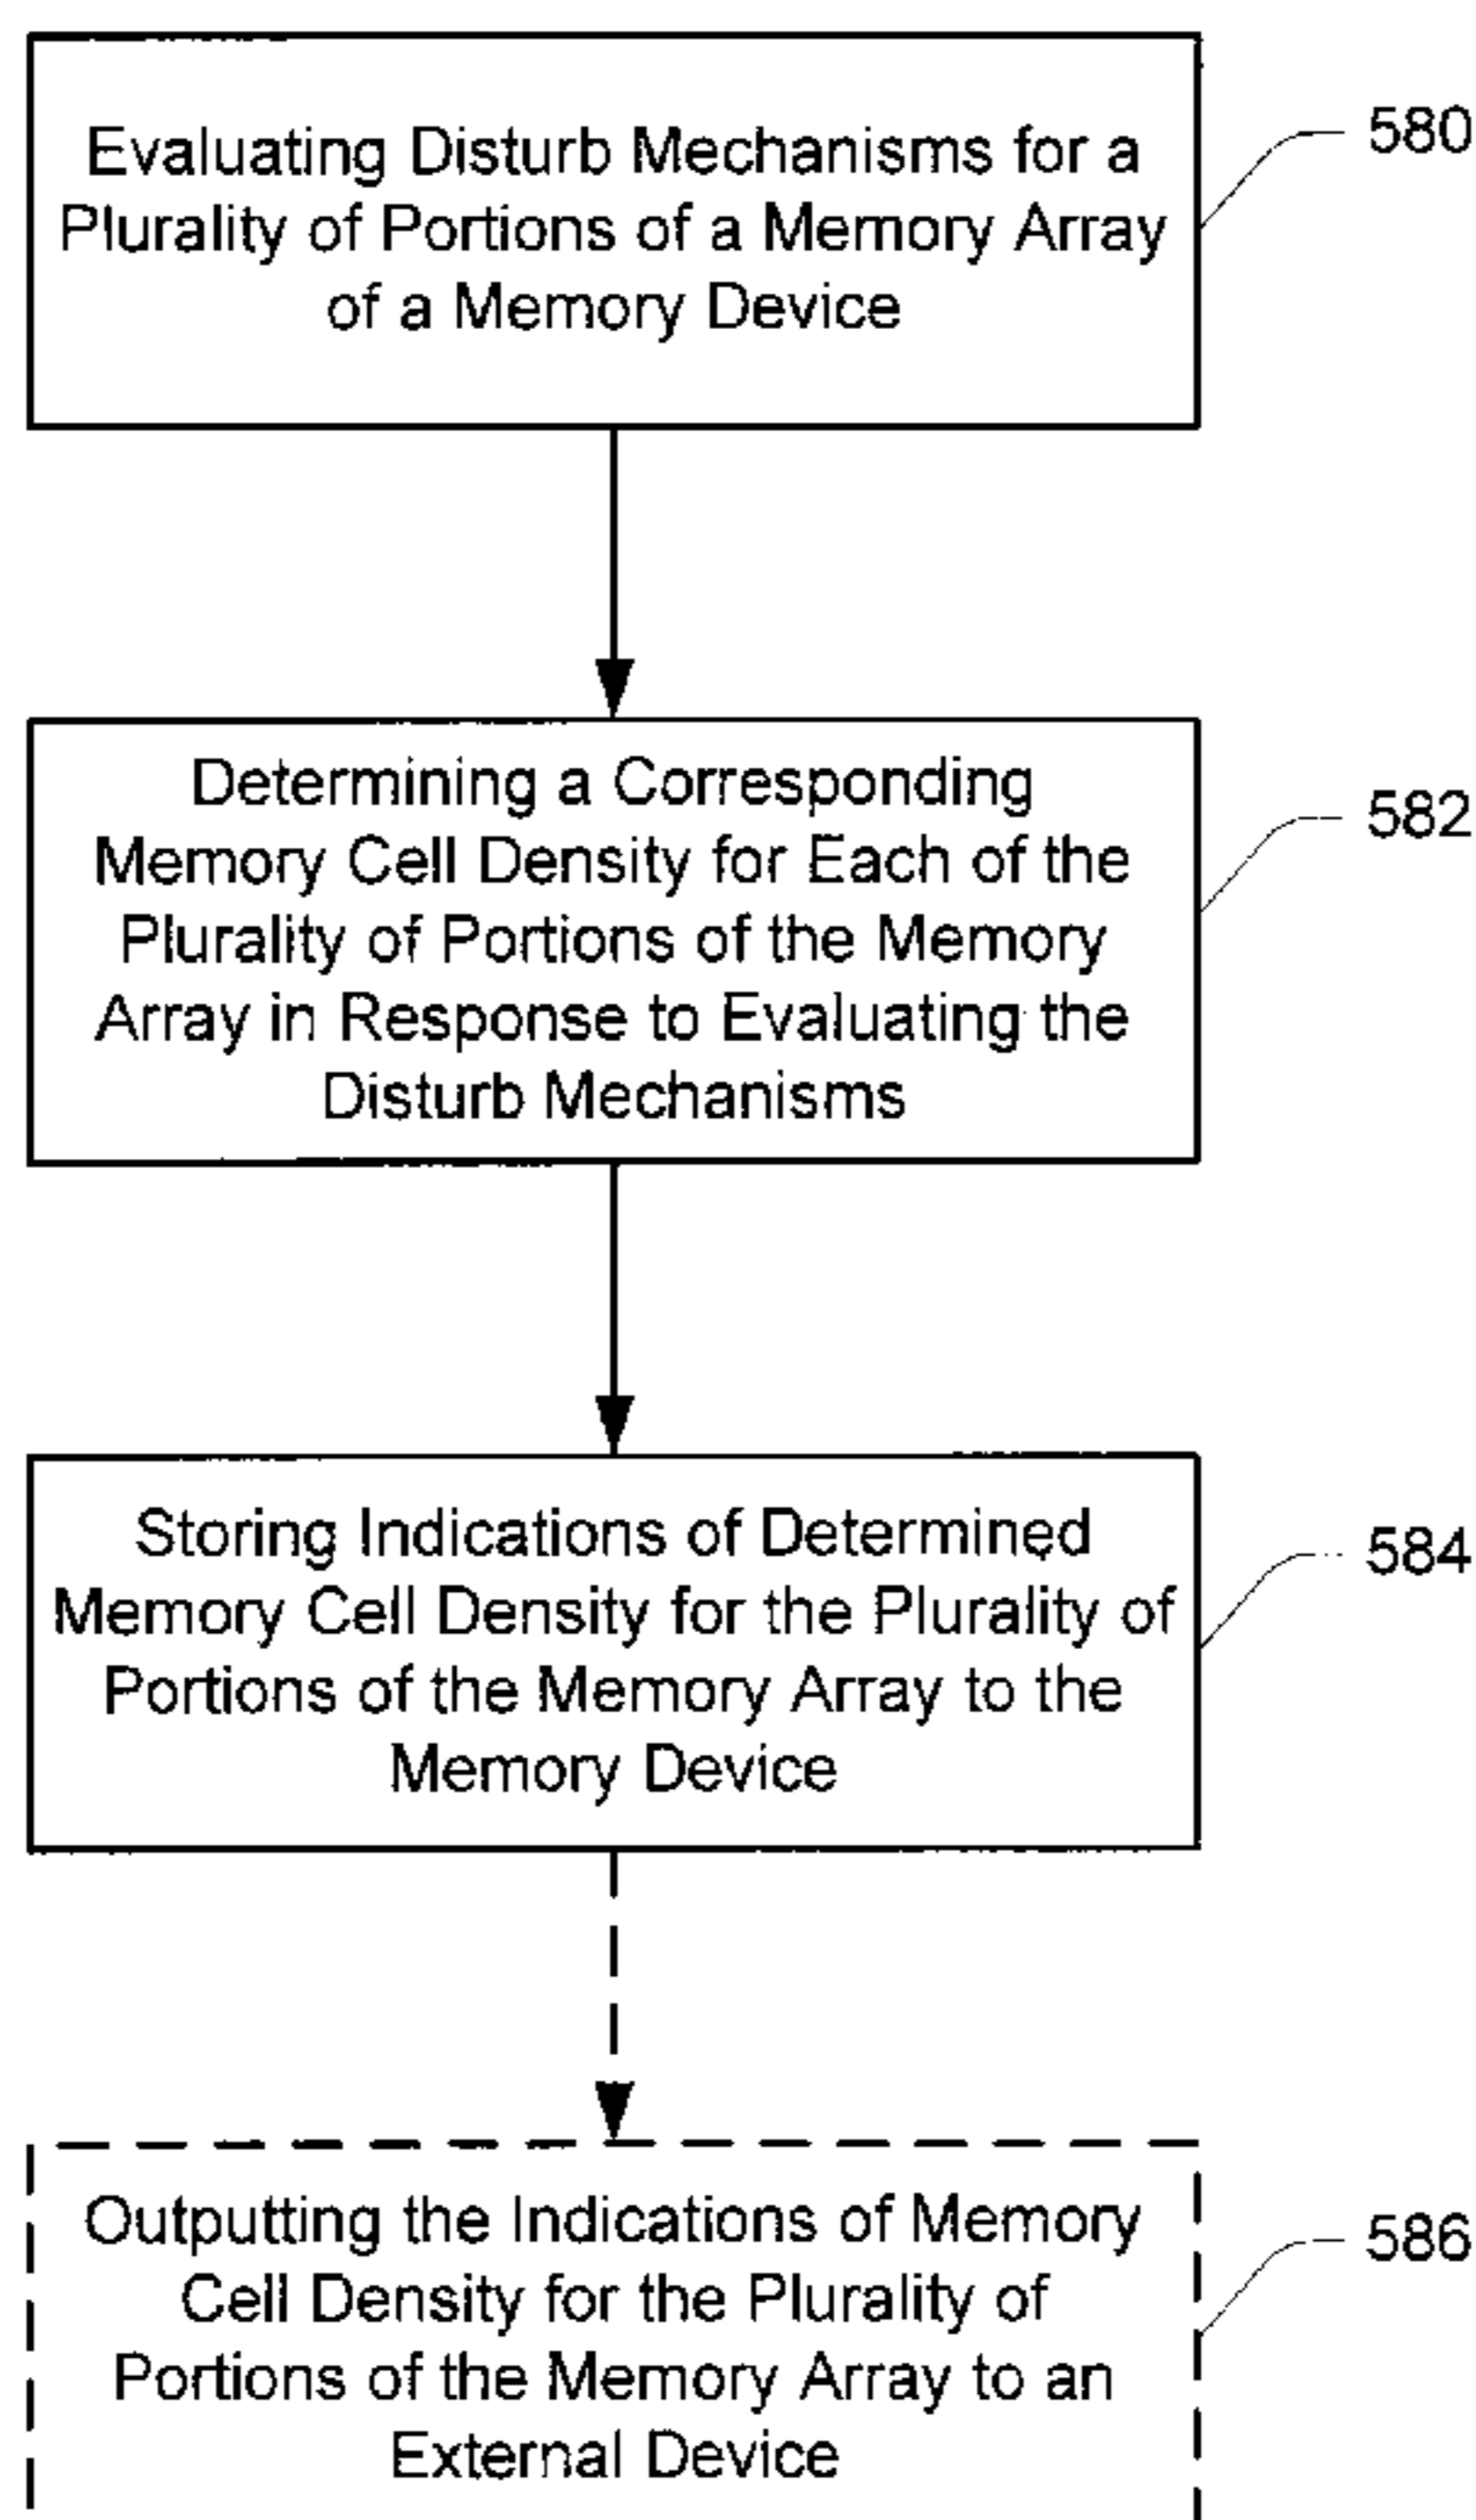 Evaluating Disturb Mechanisms for a
Plurality of Portions of a Memory Array
of a Memory Device
580
Determining a Corresponding
Memory Cell Density for Each of the
Plurality of Portions of the Memory
Array in Response to Evaluating the
Disturb Mechanisms
582
Storing Indications of Determined
Memory Cell Density for the Plurality of
Portions of the Memory Array to the
Memory Device
584
Outputting the Indications of Memory
Cell Density for the Plurality of
Portions of the Memory Array to an
External Device
586